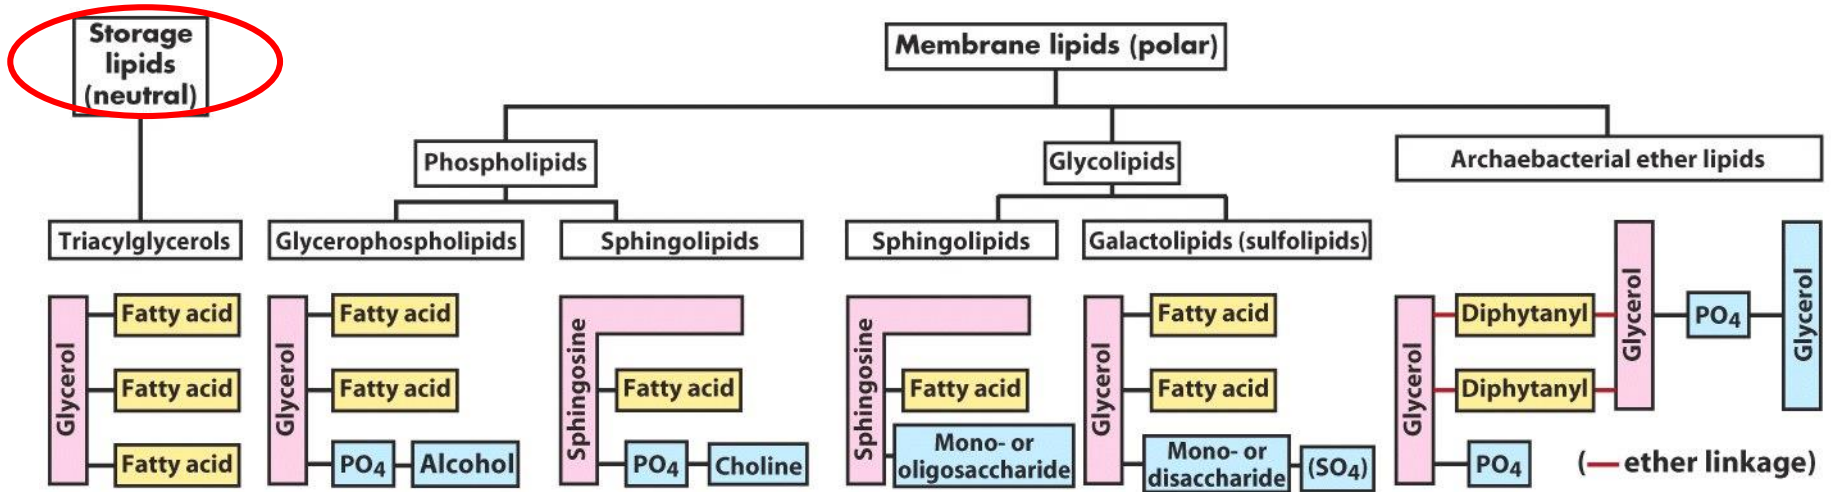 Storage
lipids
(neutral)
Membrane lipids (polar)
Phospholipids
Glycolipids
Archaebacterial ether lipids
Triacylglycerols
Glycerophospholipids
Sphingolipids
Sphingolipids
Galactolipids (sulfolipids)
Glycerol
Fatty acid
Fatty acid
Fatty acid
Glycerol
Fatty acid
Fatty acid
PO4
Alcohol
Sphingosine
Fatty acid
PO4
Choline
Sphingosine
Fatty acid
Mono- or
oligosaccharide
Glycerol
Fatty acid
Fatty acid
Mono- or
disaccharide
(SO4)
Glycerol
Diphytanyl
Diphytanyl
Glycerol
PO4
Glycerol
PO4
( ether linkage)